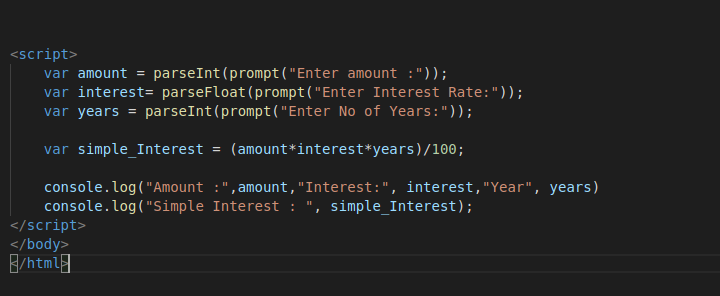 <script>
var amount = parseInt(prompt("Enter amount :"));
var interest= parseFloat(prompt("Enter Interest Rate:"));
var years = parseInt(prompt("Enter No of Years:"));
var simple_Interest = (amount*interest*years)/100;
console.log("Amount :",amount,"Interest:", interest,"Year", years)
console.log("Simple Interest : ", simple_Interest);
</script>
</body>
</html>